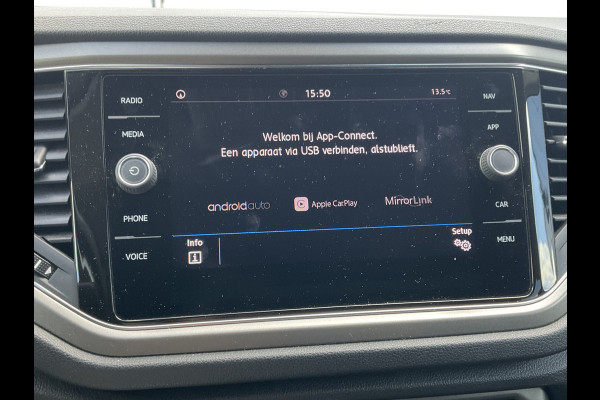 RADIO
MEDIA
PHONE
VOICE
15:50
13.5°C
Welkom bij App-Connect.
Een apparaat via USB verbinden, alstublieft.
androidauto
Apple CarPlay
MirrorLink
Info
Setup
NAV
APP
CAR
MENU